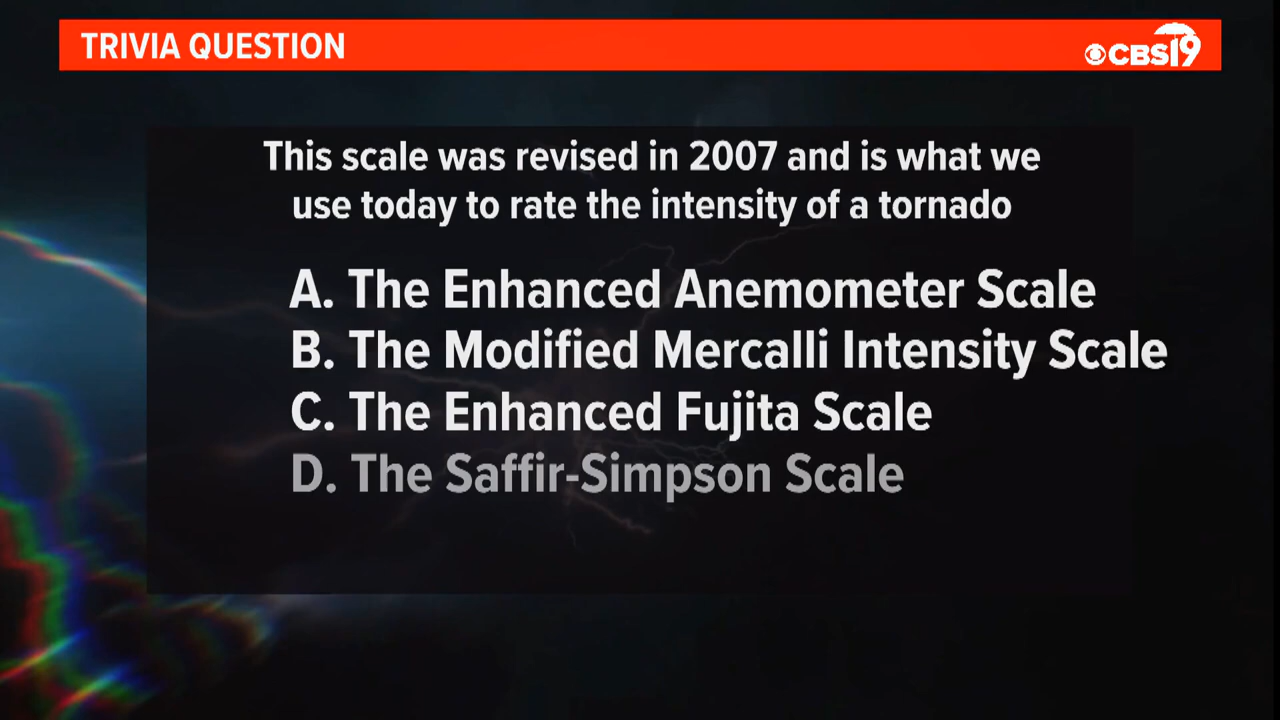 TRIVIA QUESTION
CBS19
This scale was revised in 2007 and is what we
use today to rate the intensity of a tornado
A. The Enhanced Anemometer Scale
B. The Modified Mercalli Intensity Scale
C. The Enhanced Fujita Scale
D. The Saffir-Simpson Scale